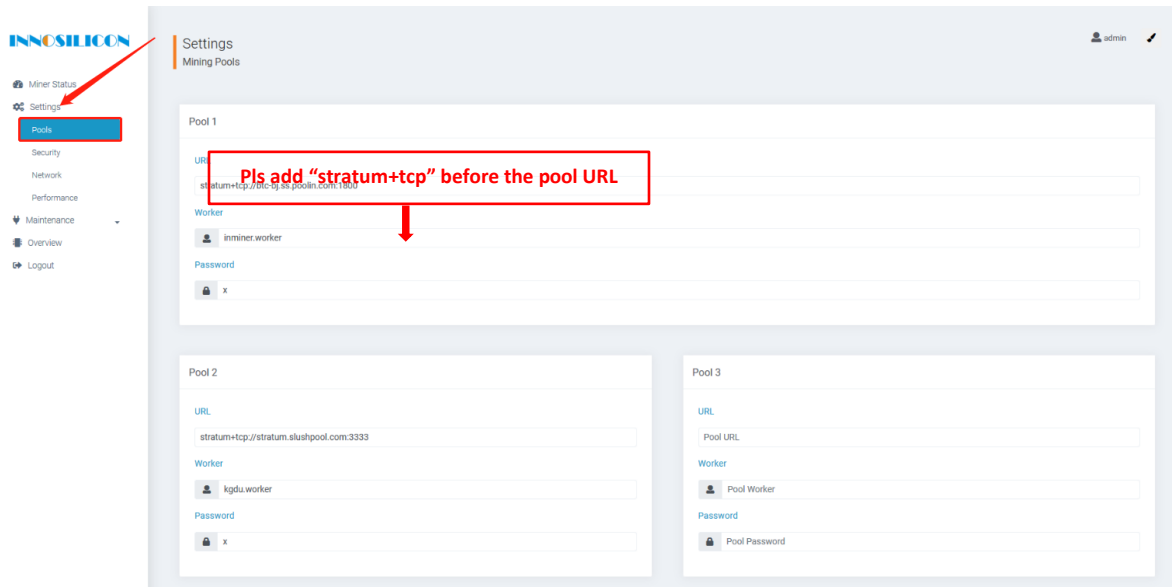 INNOSILICON
Miner Status
Settings
Pools
Security
Network
Performance
Maintenance
Overview
Logout
Settings
Mining Pools
admin
Pool 1
URL
Pls add “stratum+tcp” before the pool URL
stratum+tcp://btc-bj.ss.poolin.com:1800
Worker
inminer.worker
Password
x
Pool 2
URL
stratum+tcp://stratum.slushpool.com:3333
Worker
kgdu.worker
Password
x
Pool 3
URL
Pool URL
Worker
Pool Worker
Password
Pool Password